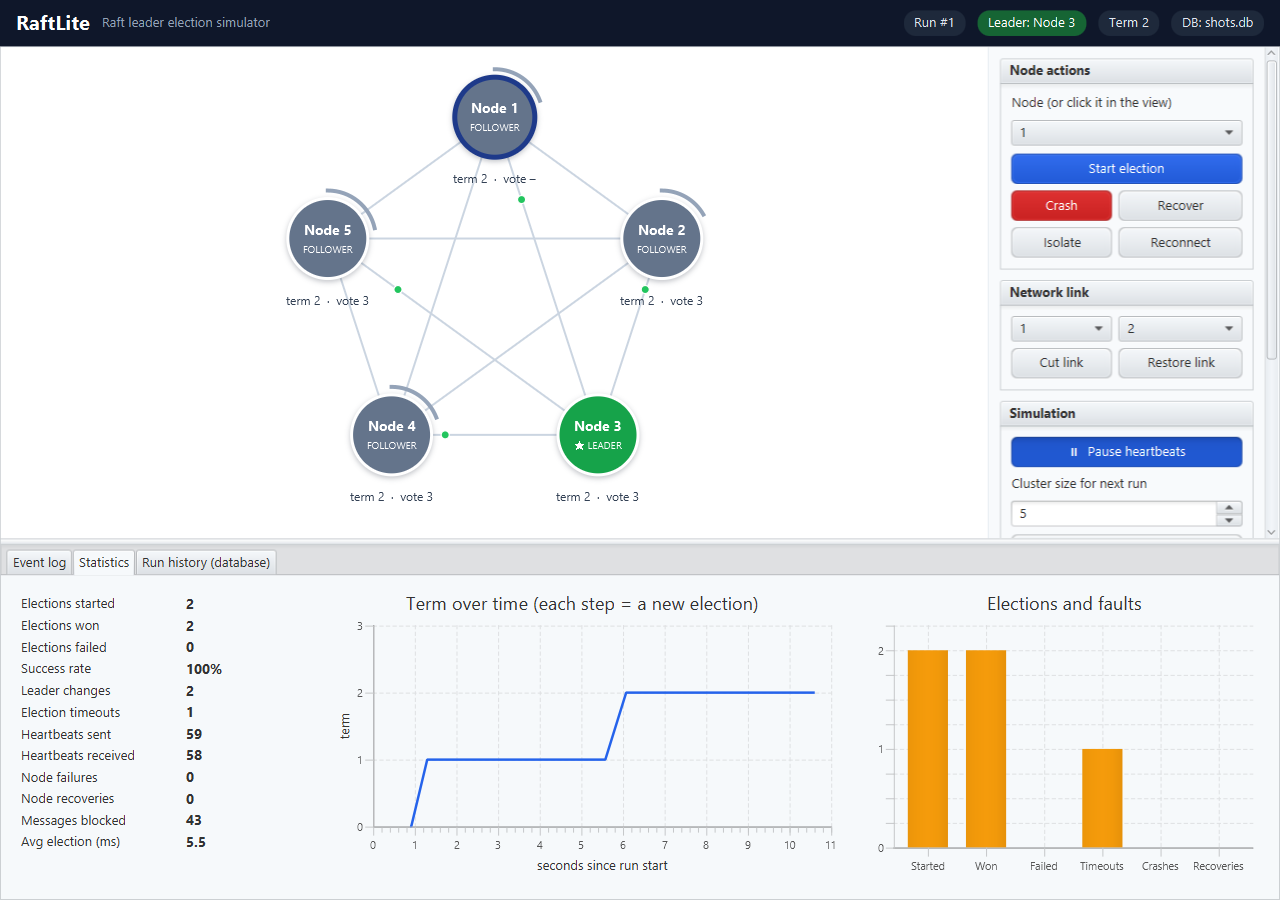 RaftLite Raft leader election simulator Run #1 Leader: Node 3 Term 2 DB: shots.db
Node 1
FOLLOWER
term 2 · vote –
Node 5
FOLLOWER
term 2 · vote 3
Node 2
FOLLOWER
term 2 · vote 3
Node 4
FOLLOWER
term 2 · vote 3
Node 3
★ LEADER
term 2 · vote 3
Node actions
Node (or click it in the view)
1
Start election
Crash Recover
Isolate Reconnect
Network link
1 2
Cut link Restore link
Simulation
⏸ Pause heartbeats
Cluster size for next run
5
Event log Statistics Run history (database)
Elections started 2
Elections won 2
Elections failed 0
Success rate 100%
Leader changes 2
Election timeouts 1
Heartbeats sent 59
Heartbeats received 58
Node failures 0
Node recoveries 0
Messages blocked 43
Avg election (ms) 5.5
Term over time (each step = a new election)
3
2
1
0
term
0 1 2 3 4 5 6 7 8 9 10 11
seconds since run start
Elections and faults
2
1
0
Started Won Failed Timeouts Crashes Recoveries